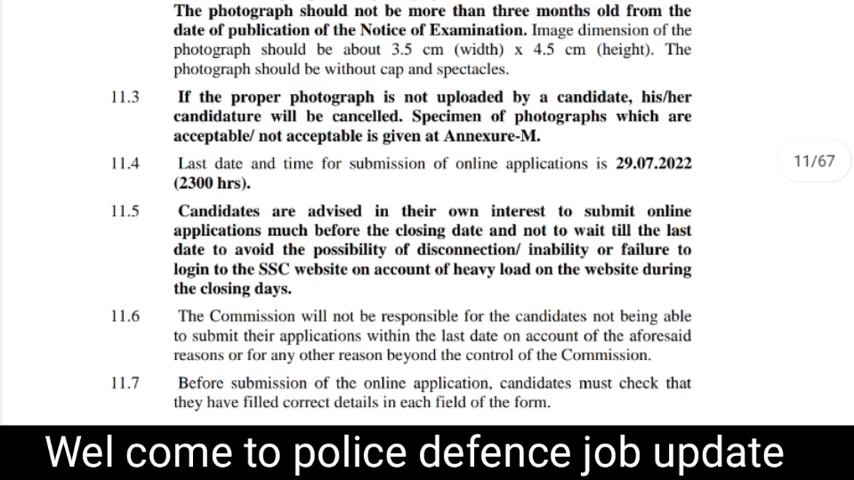 The photograph should not be more than three months old from the
date of publication of the Notice of Examination. Image dimension of the
photograph should be about 3.5 cm (width) x 4.5 cm (height). The
photograph should be without cap and spectacles.
11.3 If the proper photograph is not uploaded by a candidate, his/her
candidature will be cancelled. Specimen of photographs which are
acceptable/ not acceptable is given at Annexure-M.
11.4 Last date and time for submission of online applications is 29.07.2022
(2300 hrs).
11/67
11.5 Candidates are advised in their own interest to submit online
applications much before the closing date and not to wait till the last
date to avoid the possibility of disconnection/ inability or failure to
login to the SSC website on account of heavy load on the website during
the closing days.
11.6 The Commission will not be responsible for the candidates not being able
to submit their applications within the last date on account of the aforesaid
reasons or for any other reason beyond the control of the Commission.
11.7 Before submission of the online application, candidates must check that
they have filled correct details in each field of the form.
Wel come to police defence job update